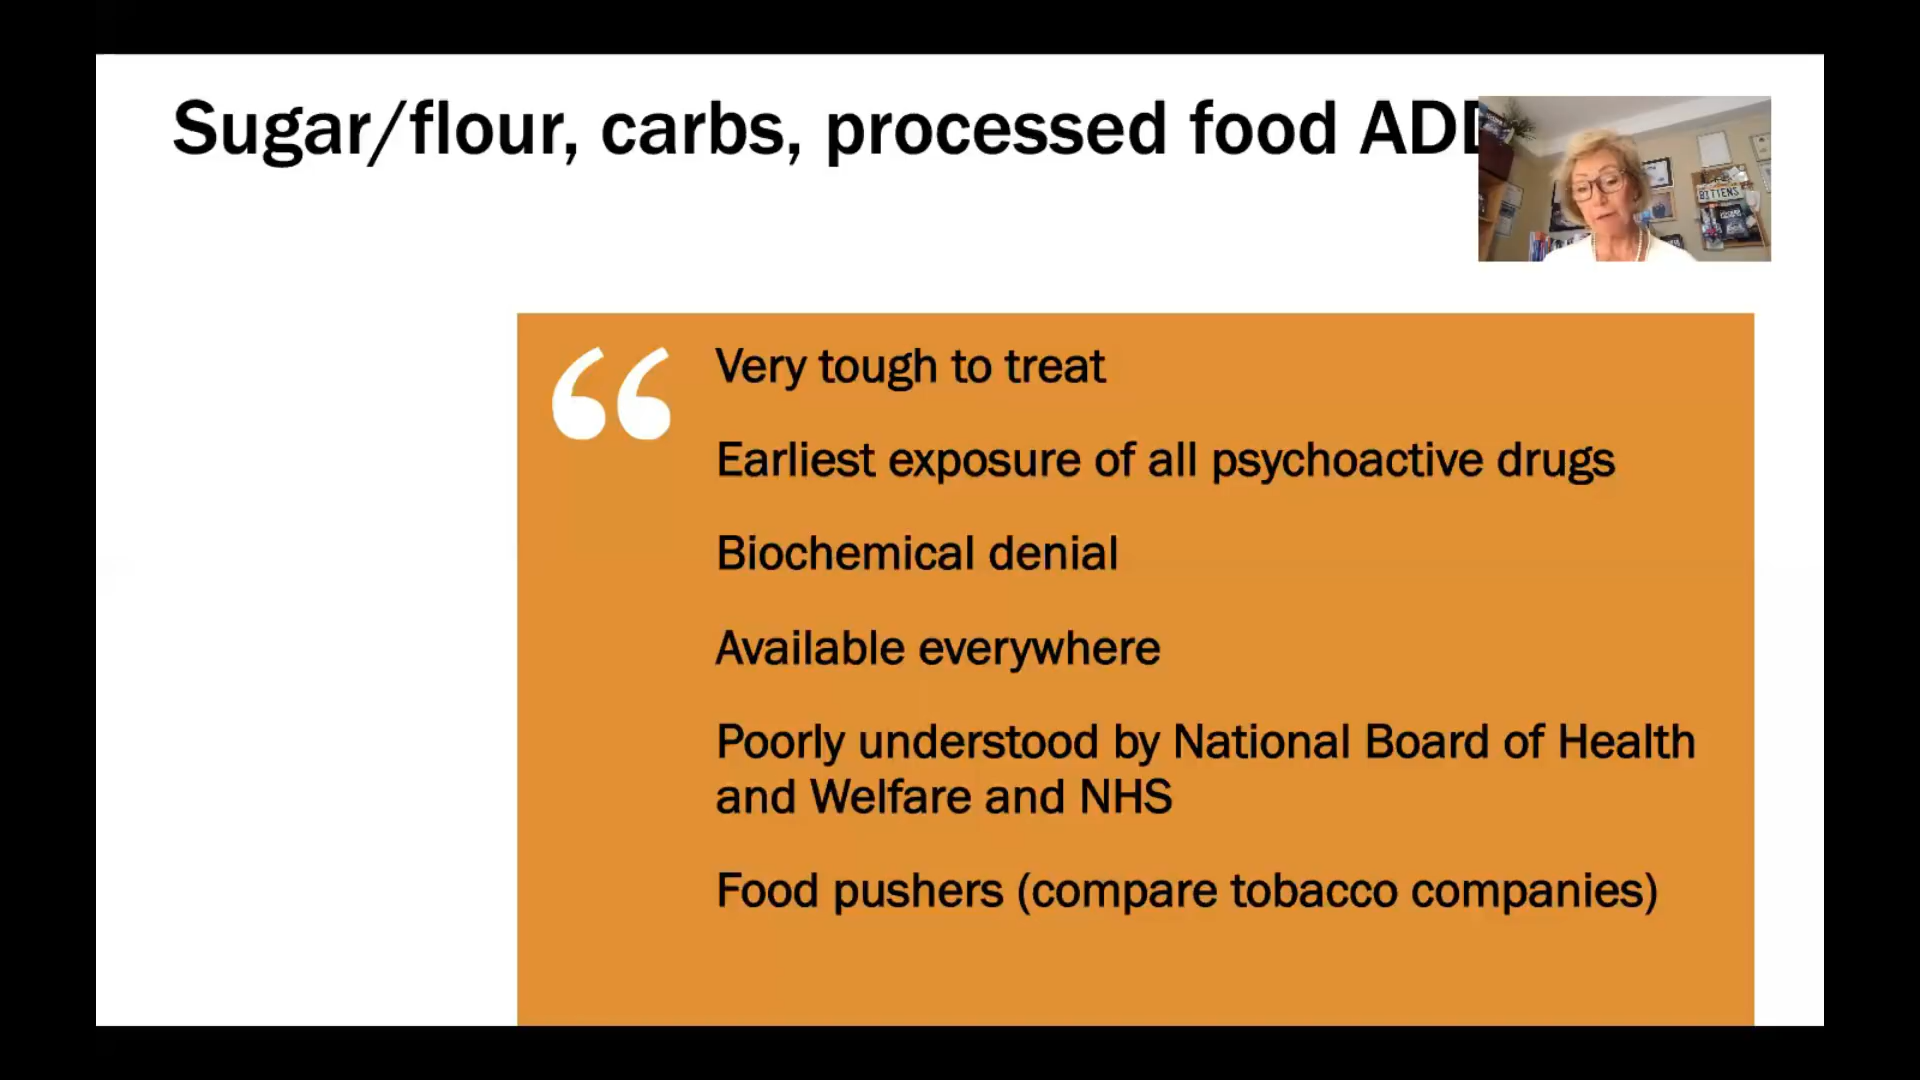 Sugar/flour, carbs, processed food ADD
“
Very tough to treat
Earliest exposure of all psychoactive drugs
Biochemical denial
Available everywhere
Poorly understood by National Board of Health
and Welfare and NHS
Food pushers (compare tobacco companies)
BITTENS